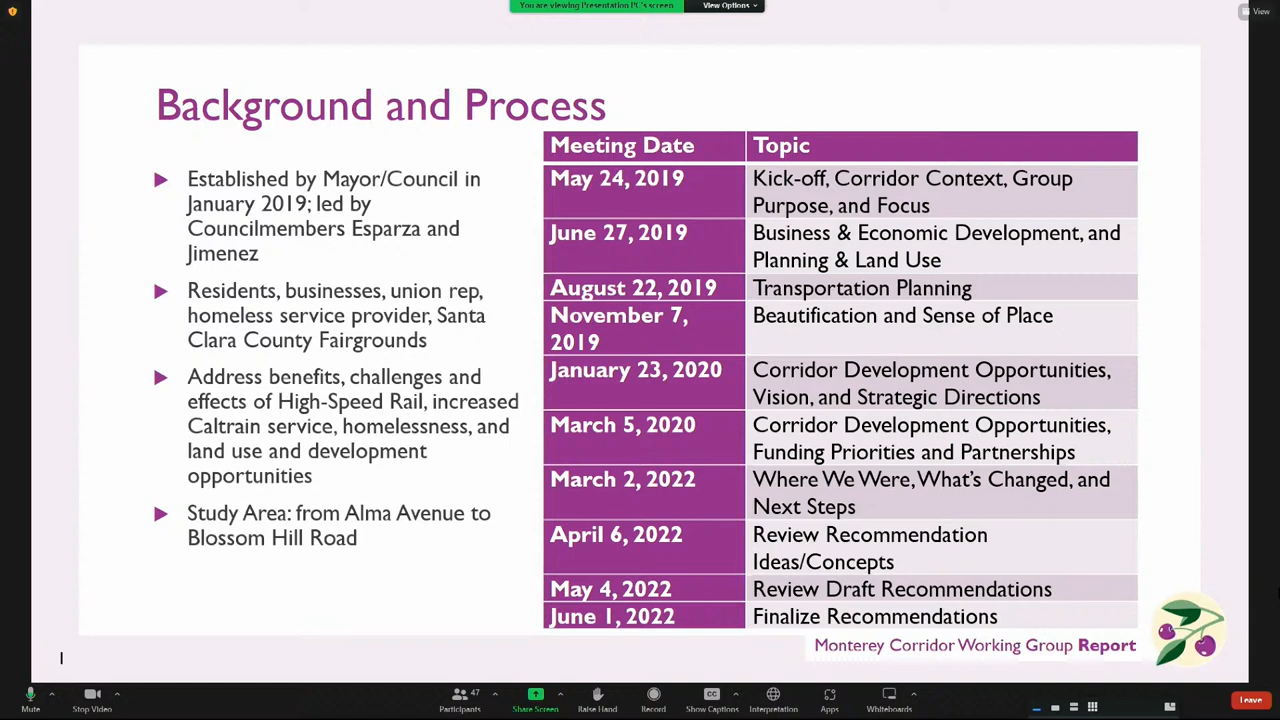 You are viewing Presentation PC's screen
View Options
View
Background and Process
Established by Mayor/Council in
January 2019; led by
Councilmembers Esparza and
Jimenez
Residents, businesses, union rep,
homeless service provider, Santa
Clara County Fairgrounds
Address benefits, challenges and
effects of High-Speed Rail, increased
Caltrain service, homelessness, and
land use and development
opportunities
Study Area: from Alma Avenue to
Blossom Hill Road
Meeting Date Topic
May 24, 2019 Kick-off, Corridor Context, Group
Purpose, and Focus
June 27, 2019 Business & Economic Development, and
Planning & Land Use
August 22, 2019 Transportation Planning
November 7, Beautification and Sense of Place
2019
January 23, 2020 Corridor Development Opportunities,
Vision, and Strategic Directions
March 5, 2020 Corridor Development Opportunities,
Funding Priorities and Partnerships
March 2, 2022 Where We Were, What's Changed, and
Next Steps
April 6, 2022 Review Recommendation
Ideas/Concepts
May 4, 2022 Review Draft Recommendations
June 1, 2022 Finalize Recommendations
Monterey Corridor Working Group Report
Mute
Stop Video
47
Participants
Share Screen
Raise Hand
Record
CC
Show Captions
Interpretation
Apps
Whiteboards
Leave